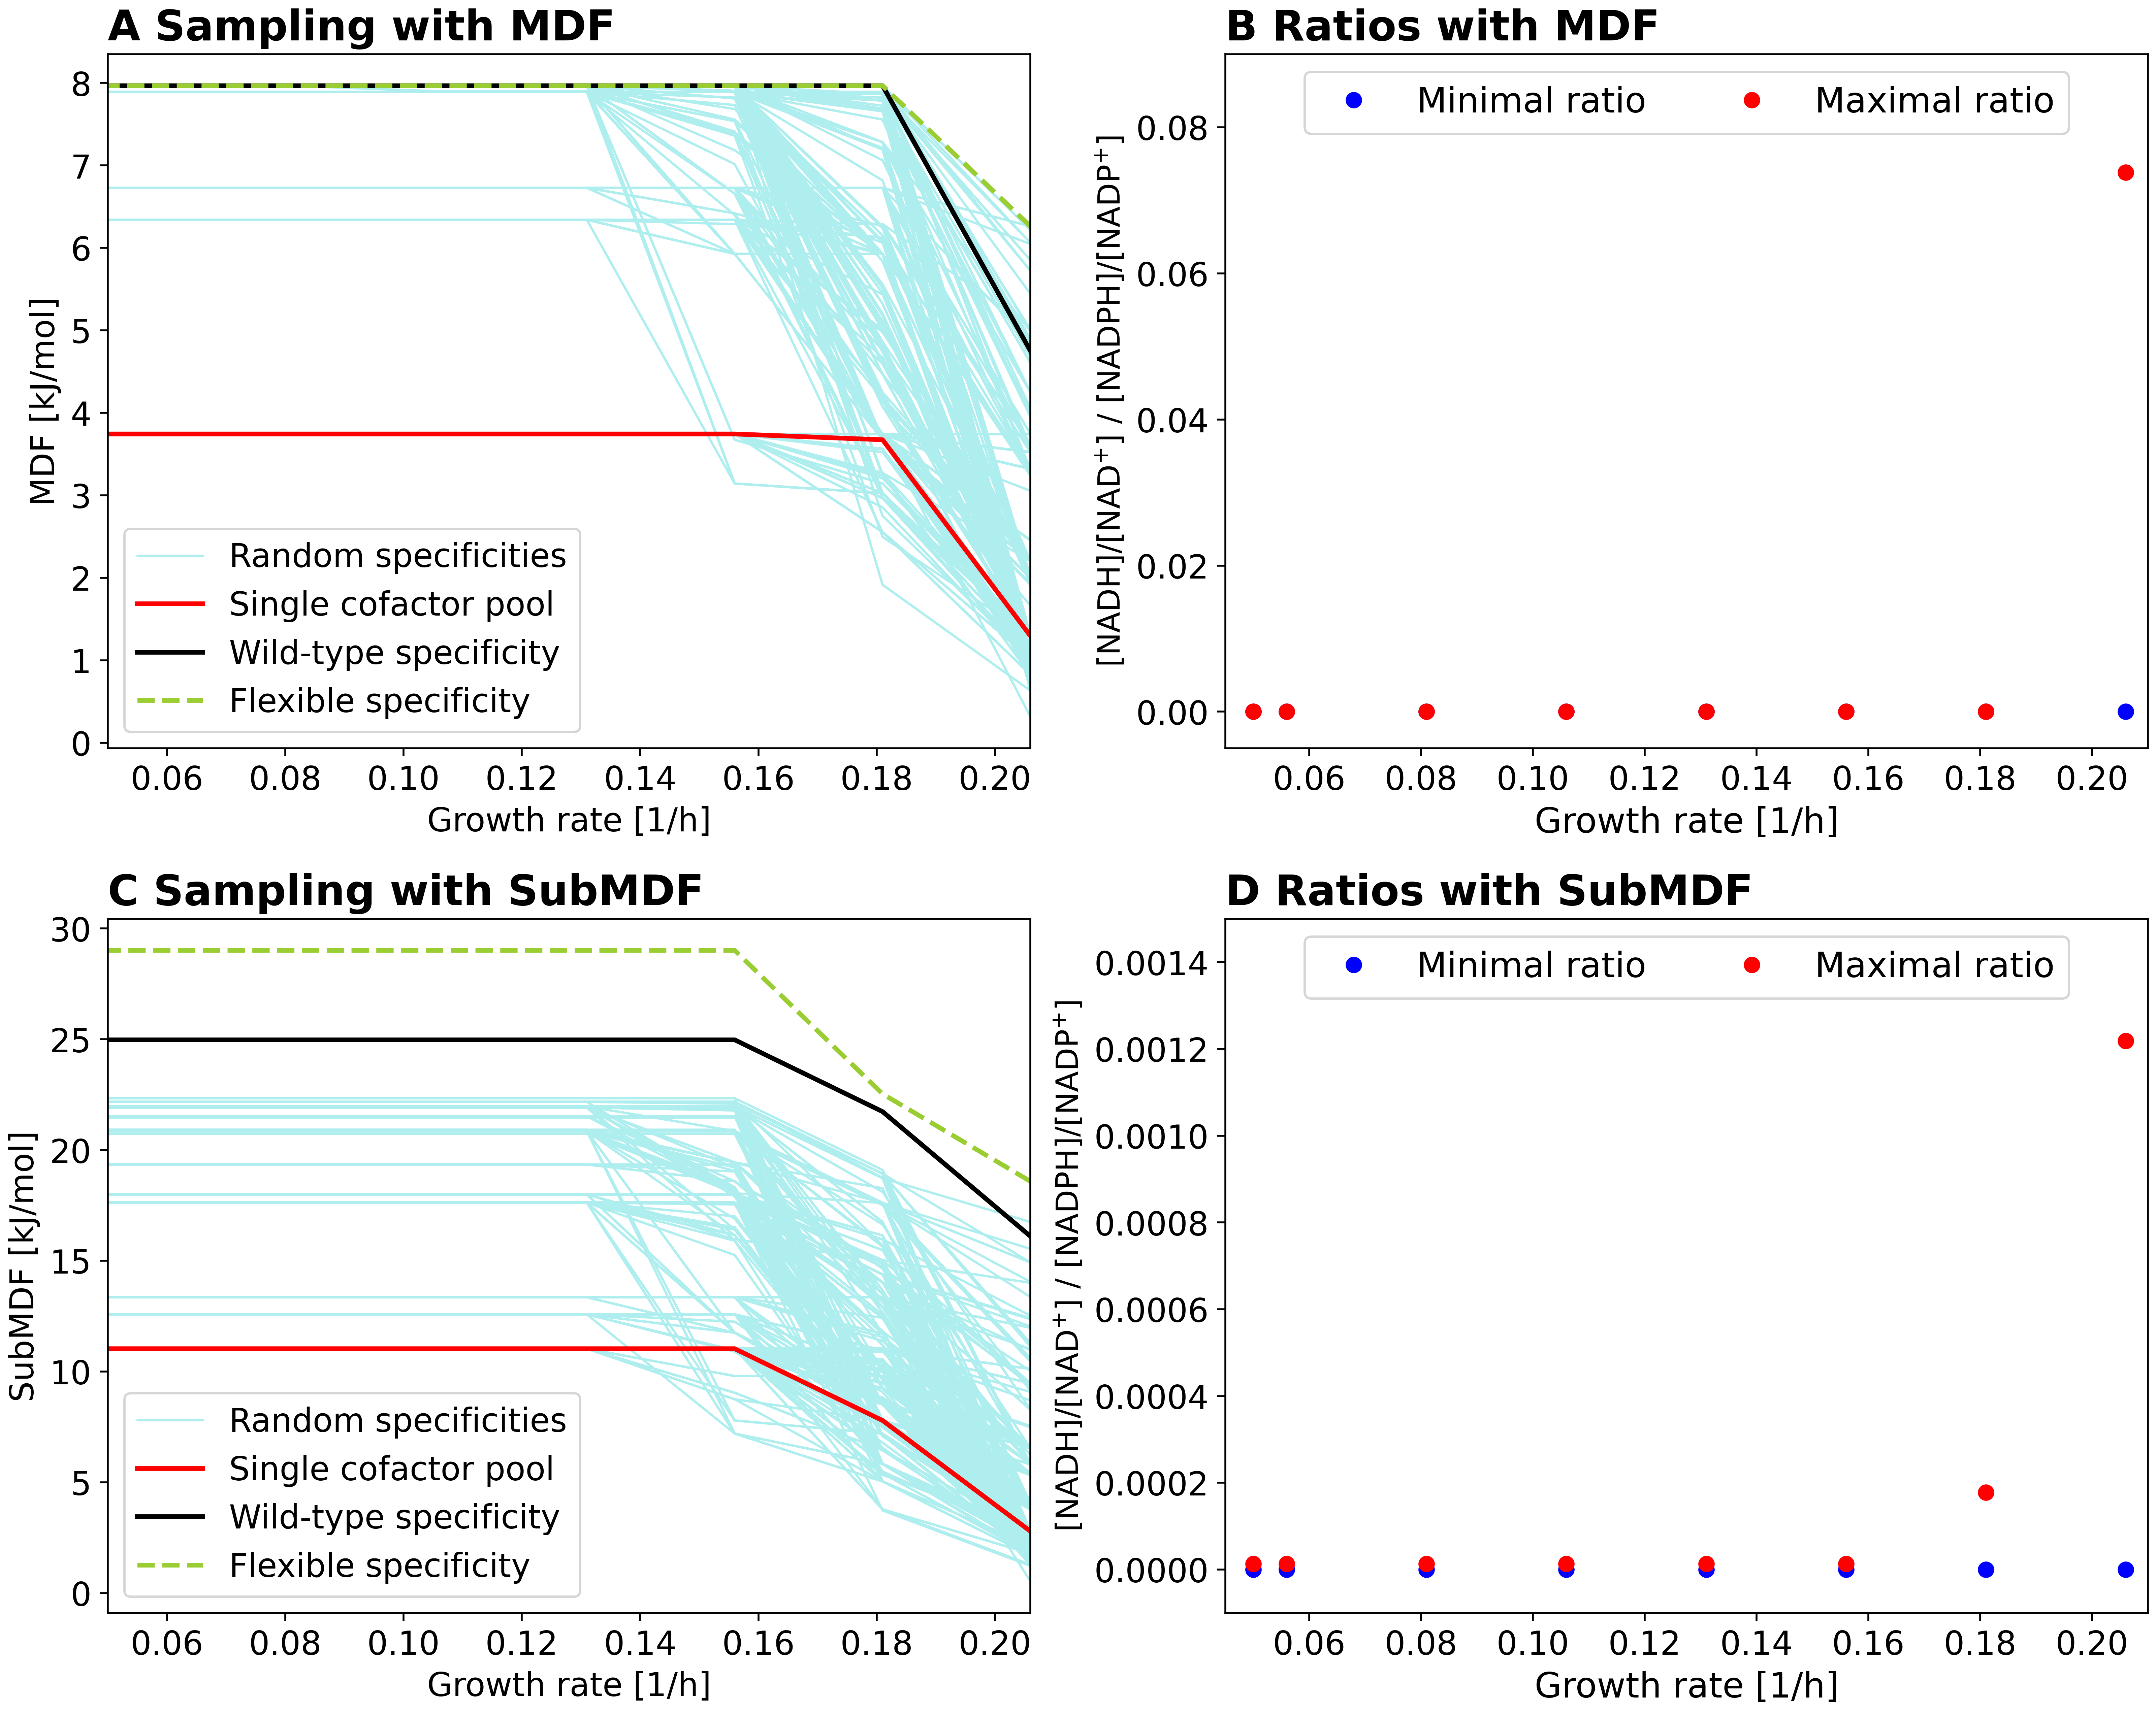 A Sampling with MDF
MDF [kJ/mol]
8
7
6
5
4
3
2
1
0
Random specificities
Single cofactor pool
Wild-type specificity
Flexible specificity
0.06 0.08 0.10 0.12 0.14 0.16 0.18 0.20
Growth rate [1/h]
B Ratios with MDF
[NADH]/[NAD⁺] / [NADPH]/[NADP⁺]
Minimal ratio Maximal ratio
0.08
0.06
0.04
0.02
0.00
0.06 0.08 0.10 0.12 0.14 0.16 0.18 0.20
Growth rate [1/h]
C Sampling with SubMDF
SubMDF [kJ/mol]
30
25
20
15
10
5
0
Random specificities
Single cofactor pool
Wild-type specificity
Flexible specificity
0.06 0.08 0.10 0.12 0.14 0.16 0.18 0.20
Growth rate [1/h]
D Ratios with SubMDF
[NADH]/[NAD⁺] / [NADPH]/[NADP⁺]
Minimal ratio Maximal ratio
0.0014
0.0012
0.0010
0.0008
0.0006
0.0004
0.0002
0.0000
0.06 0.08 0.10 0.12 0.14 0.16 0.18 0.20
Growth rate [1/h]